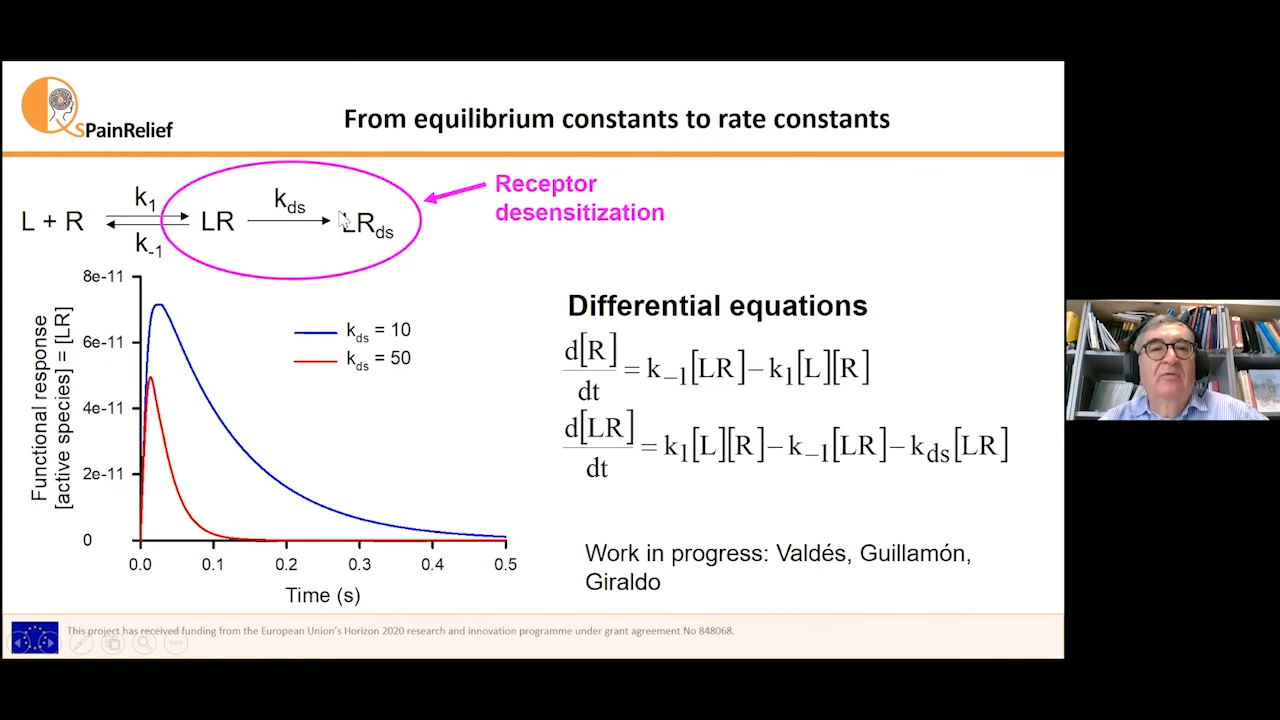 SPainRelief
From equilibrium constants to rate constants
Receptor
desensitization
L + R k1 k-1 LR kds LRds
8e-11
6e-11
4e-11
2e-11
0
Functional response
[active species] = [LR]
kds = 10
kds = 50
0.0 0.1 0.2 0.3 0.4 0.5
Time (s)
Differential equations
d[R]/dt = k−1[LR] − k1[L][R]
d[LR]/dt = k1[L][R] − k−1[LR] − kds[LR]
Work in progress: Valdés, Guillamón,
Giraldo
This project has received funding from the European Union's Horizon 2020 research and innovation programme under grant agreement No 848068.